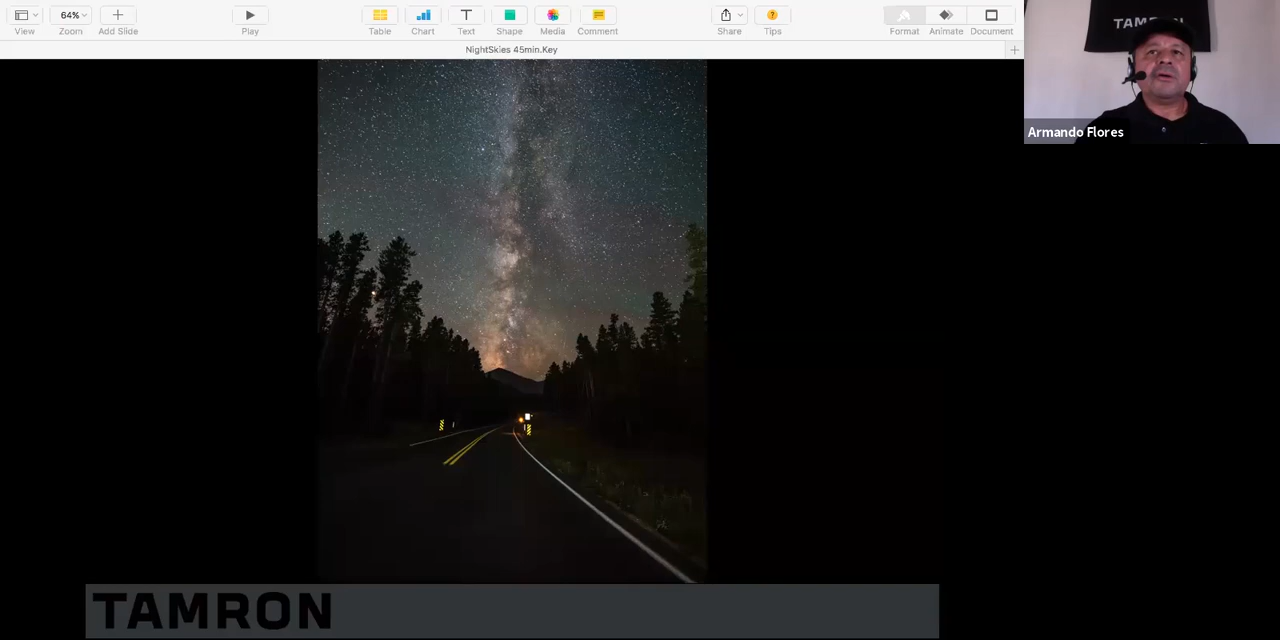 64%
View
Zoom
Add Slide
Play
Table
Chart
Text
Shape
Media
Comment
Share
Tips
Format
Animate
Document
NightSkies 45min.Key
TAMRON
Armando Flores
TAMRON